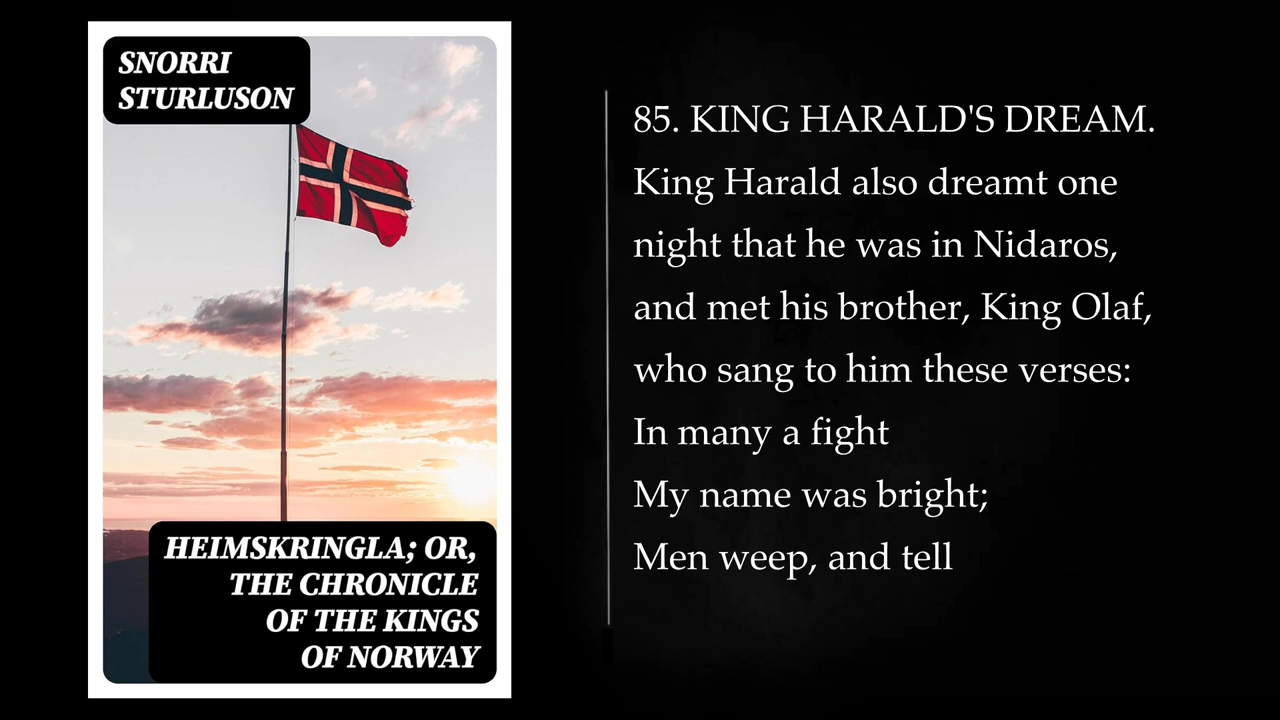 SNORRI
STURLUSON
HEIMSKRINGLA; OR,
THE CHRONICLE
OF THE KINGS
OF NORWAY
85. KING HARALD'S DREAM.
King Harald also dreamt one
night that he was in Nidaros,
and met his brother, King Olaf,
who sang to him these verses:
In many a fight
My name was bright;
Men weep, and tell